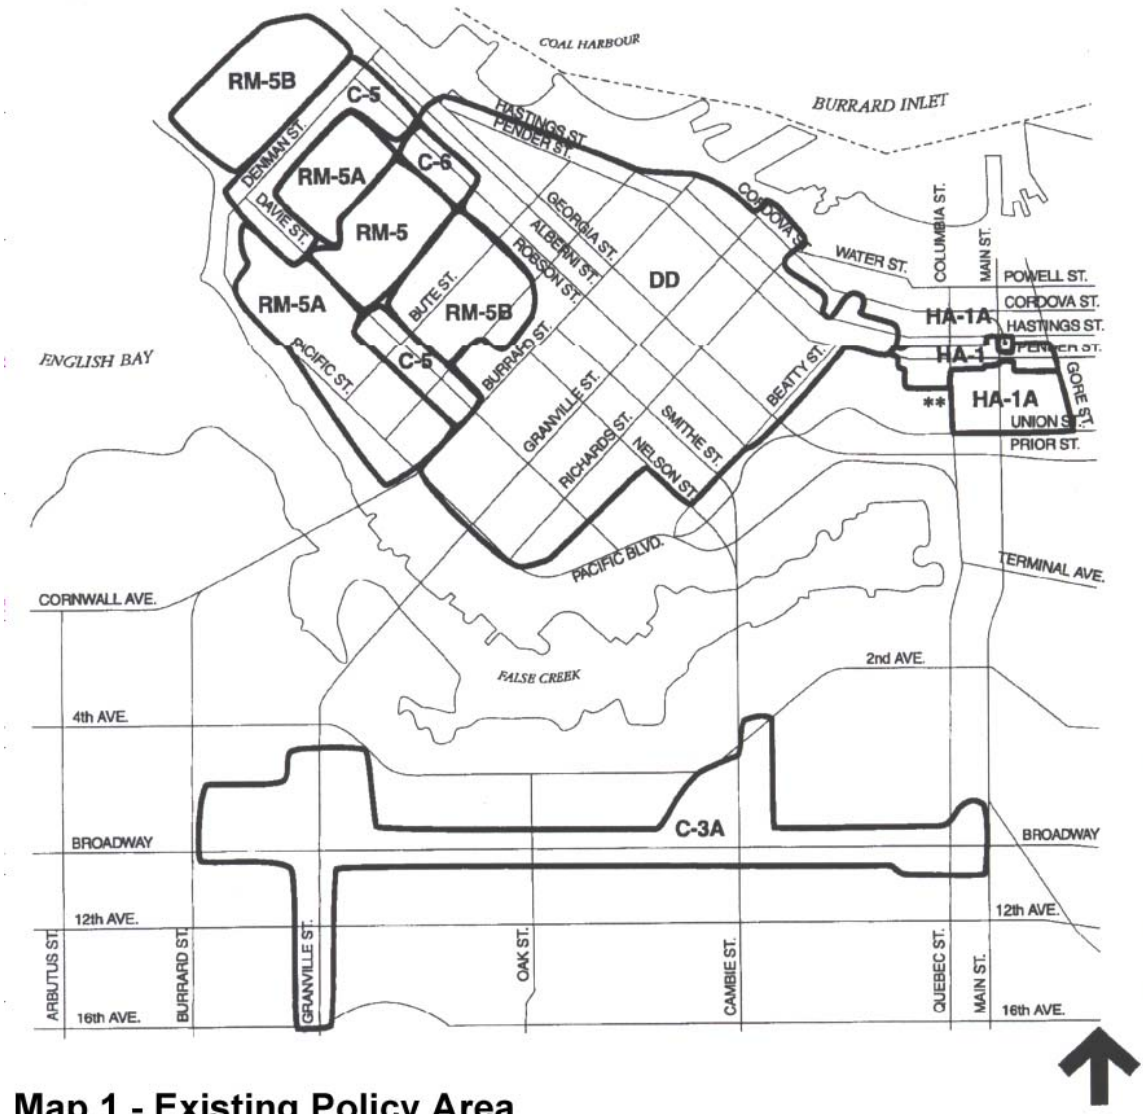 COAL HARBOUR
BURRARD INLET
RM-5B
C-5
HASTINGS ST.
PENDER ST.
DENMAN ST.
RM-5A
C-6
DAVIE ST.
RM-5
GEORGIA ST.
ALBERNI ST.
ROBSON ST.
CORDOVA ST.
COLUMBIA ST.
MAIN ST.
WATER ST.
POWELL ST.
DD
BUTE ST.
RM-5A
RM-5B
CORDOVA ST.
HA-1A
HASTINGS ST.
PENDER ST.
HA-1
ENGLISH BAY
PACIFIC ST.
C-5
BURRARD ST.
BEATTY ST.
GORE ST.
**
HA-1A
UNION ST.
PRIOR ST.
GRANVILLE ST.
RICHARDS ST.
SMITHE ST.
NELSON ST.
PACIFIC BLVD.
TERMINAL AVE.
CORNWALL AVE.
FALSE CREEK
2nd AVE.
4th AVE.
C-3A
BROADWAY
BROADWAY
12th AVE.
12th AVE.
ARBUTUS ST.
BURRARD ST.
GRANVILLE ST.
OAK ST.
CAMBIE ST.
QUEBEC ST.
MAIN ST.
16th AVE.
16th AVE.
Map 1 - Existing Policy Area